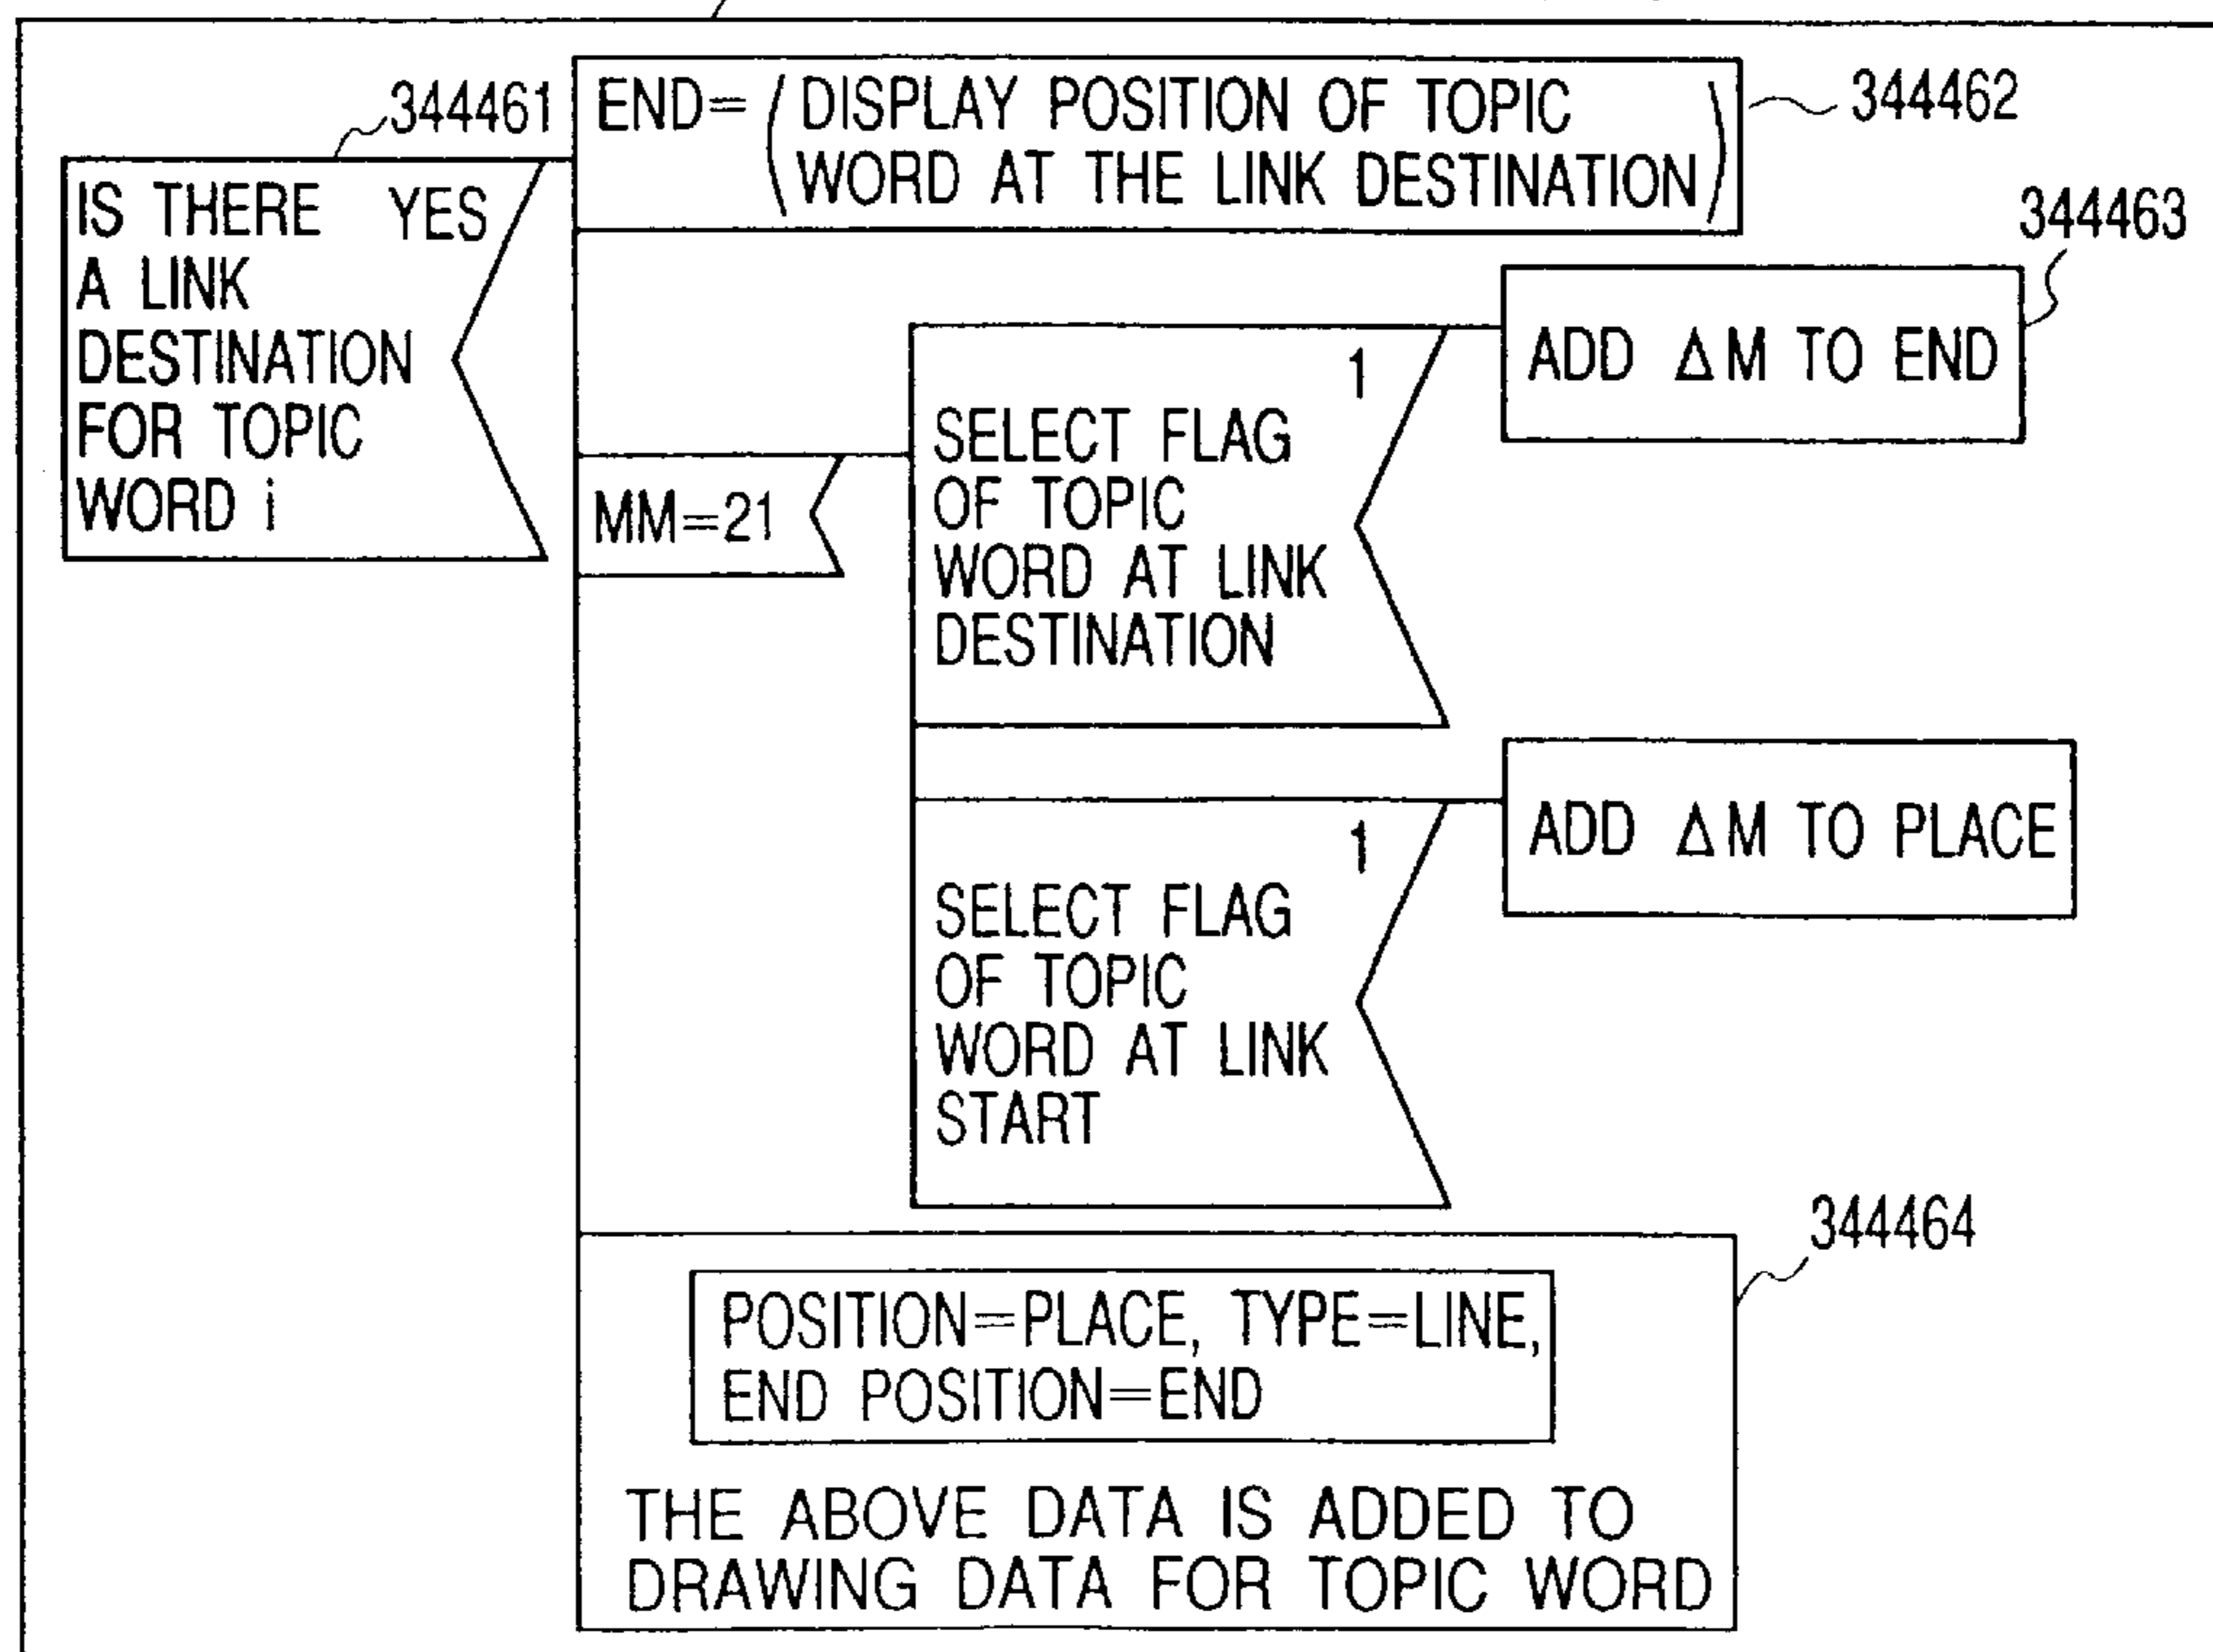 344461
IS THERE YES
A LINK
DESTINATION
FOR TOPIC
WORD i
END=(DISPLAY POSITION OF TOPIC
WORD AT THE LINK DESTINATION)
344462
344463
MM=21
1
SELECT FLAG
OF TOPIC
WORD AT LINK
DESTINATION
ADD ΔM TO END
1
SELECT FLAG
OF TOPIC
WORD AT LINK
START
ADD ΔM TO PLACE
344464
POSITION=PLACE, TYPE=LINE,
END POSITION=END
THE ABOVE DATA IS ADDED TO
DRAWING DATA FOR TOPIC WORD